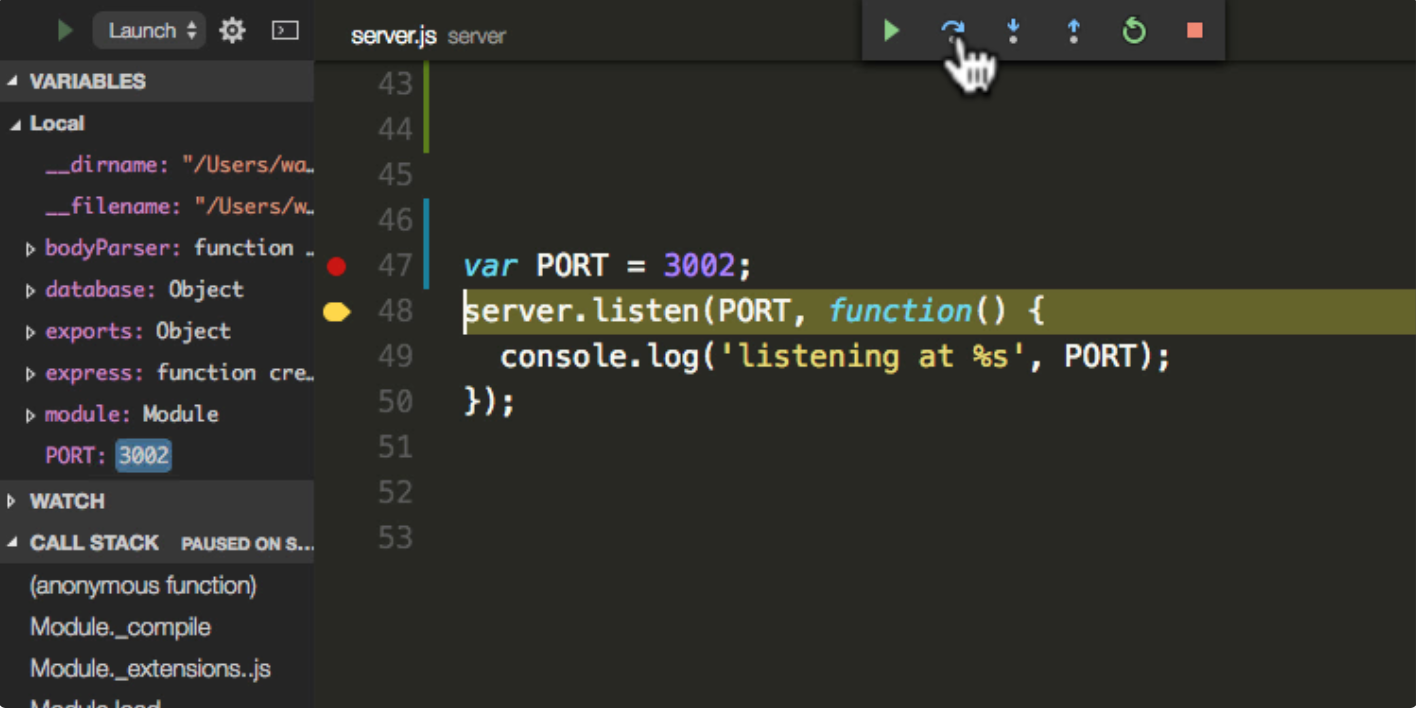 Launch
server.js server
VARIABLES
Local
__dirname: "/Users/wa…
__filename: "/Users/w…
bodyParser: function …
database: Object
exports: Object
express: function cre…
module: Module
PORT: 3002
WATCH
CALL STACK PAUSED ON S…
(anonymous function)
Module._compile
Module._extensions..js
Module.load
43
44
45
46
47 var PORT = 3002;
48 server.listen(PORT, function() {
49 console.log('listening at %s', PORT);
50 });
51
52
53